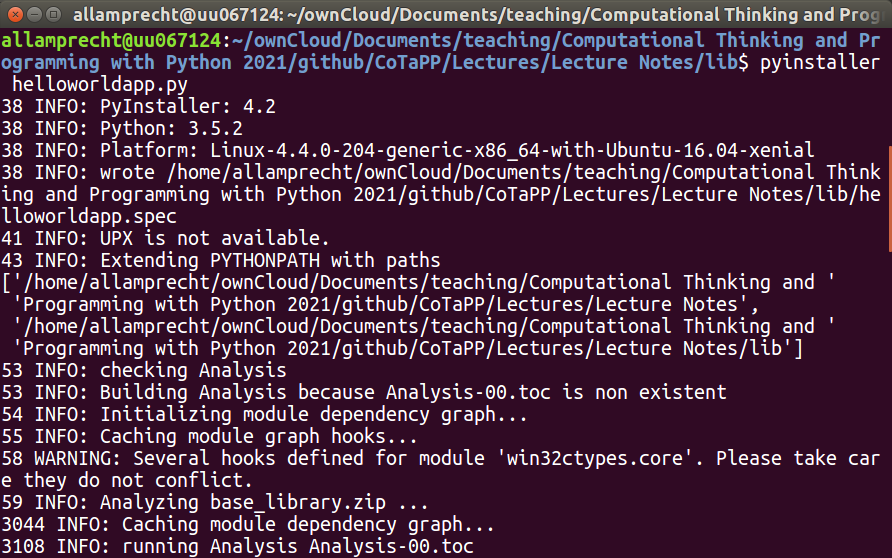 allamprecht@uu067124: ~/ownCloud/Documents/teaching/Computational Thinking and Prog
allamprecht@uu067124:~/ownCloud/Documents/teaching/Computational Thinking and Pr
ogramming with Python 2021/github/CoTaPP/Lectures/Lecture Notes/lib$ pyinstaller
 helloworldapp.py
38 INFO: PyInstaller: 4.2
38 INFO: Python: 3.5.2
38 INFO: Platform: Linux-4.4.0-204-generic-x86_64-with-Ubuntu-16.04-xenial
38 INFO: wrote /home/allamprecht/ownCloud/Documents/teaching/Computational Think
ing and Programming with Python 2021/github/CoTaPP/Lectures/Lecture Notes/lib/he
lloworldapp.spec
41 INFO: UPX is not available.
43 INFO: Extending PYTHONPATH with paths
['/home/allamprecht/ownCloud/Documents/teaching/Computational Thinking and '
 'Programming with Python 2021/github/CoTaPP/Lectures/Lecture Notes',
 '/home/allamprecht/ownCloud/Documents/teaching/Computational Thinking and '
 'Programming with Python 2021/github/CoTaPP/Lectures/Lecture Notes/lib']
53 INFO: checking Analysis
53 INFO: Building Analysis because Analysis-00.toc is non existent
54 INFO: Initializing module dependency graph...
55 INFO: Caching module graph hooks...
58 WARNING: Several hooks defined for module 'win32ctypes.core'. Please take car
e they do not conflict.
59 INFO: Analyzing base_library.zip ...
3044 INFO: Caching module dependency graph...
3108 INFO: running Analysis Analysis-00.toc